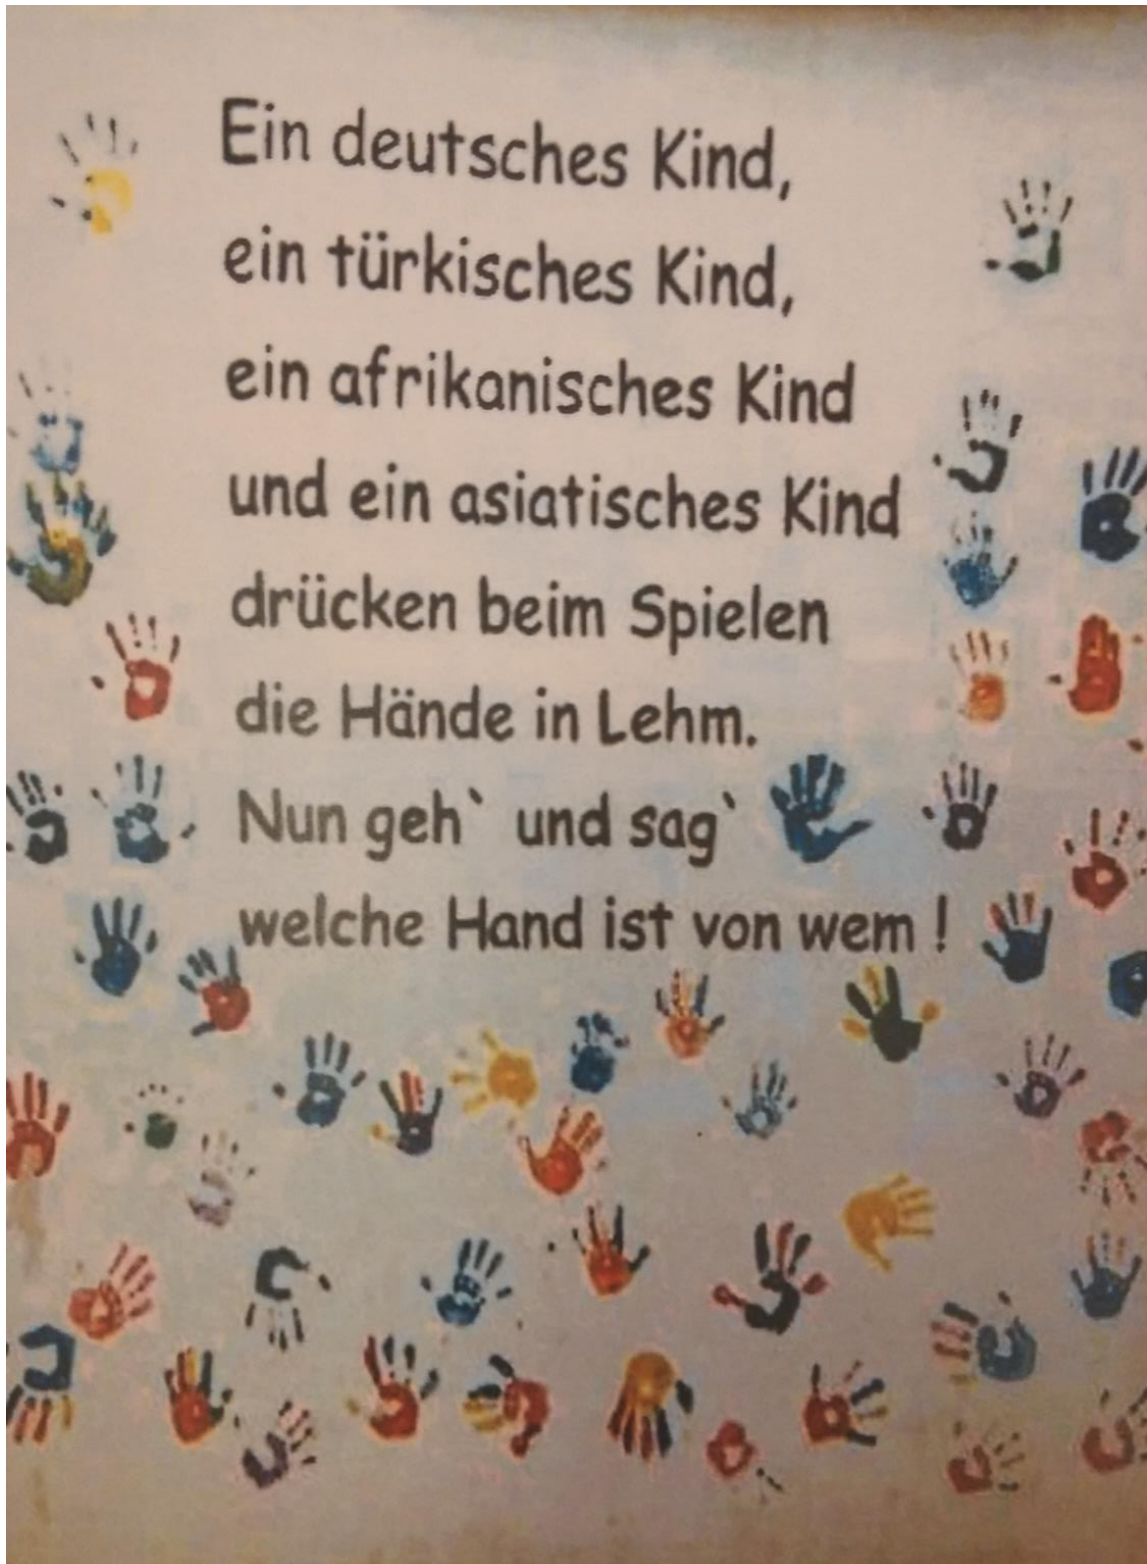 Ein deutsches Kind,
ein türkisches Kind,
ein afrikanisches Kind
und ein asiatisches Kind
drücken beim Spielen
die Hände in Lehm.
Nun geh` und sag`
welche Hand ist von wem !